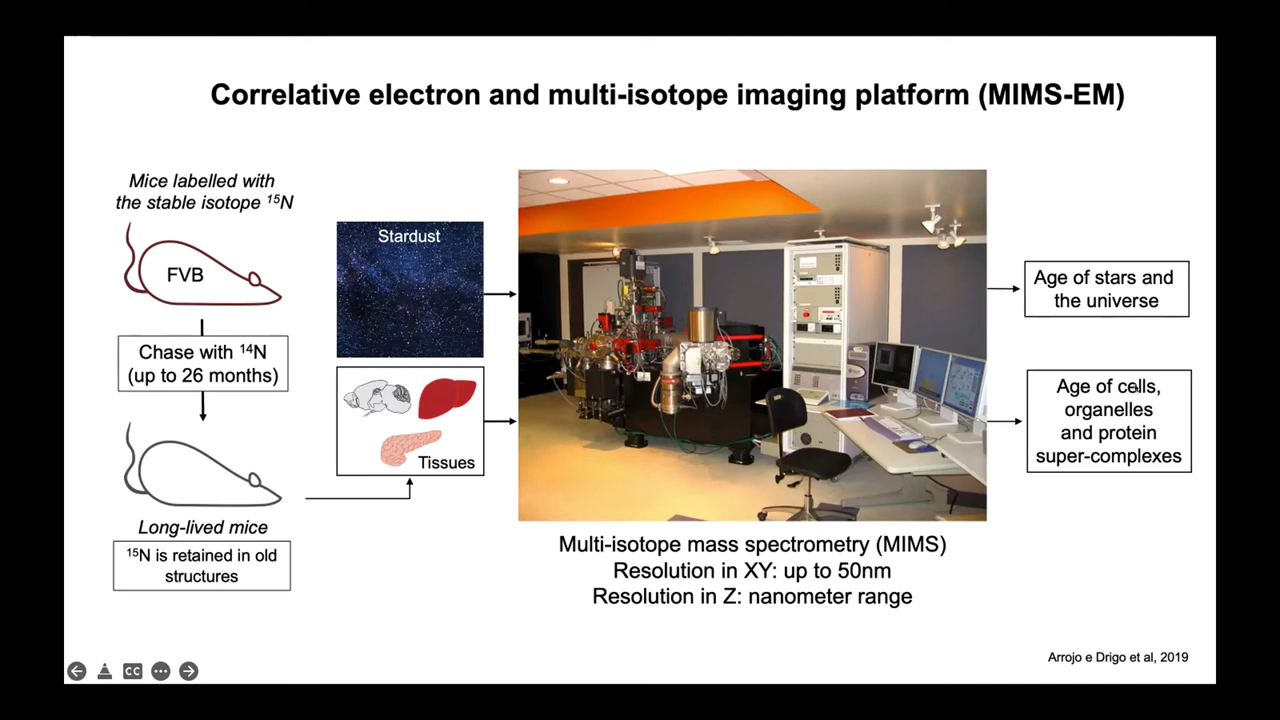 Correlative electron and multi-isotope imaging platform (MIMS-EM)
Mice labelled with
the stable isotope ¹⁵N
FVB
Chase with ¹⁴N
(up to 26 months)
Long-lived mice
¹⁵N is retained in old
structures
Stardust
Tissues
Multi-isotope mass spectrometry (MIMS)
Resolution in XY: up to 50nm
Resolution in Z: nanometer range
Age of stars and
the universe
Age of cells,
organelles
and protein
super-complexes
Arrojo e Drigo et al, 2019
CC